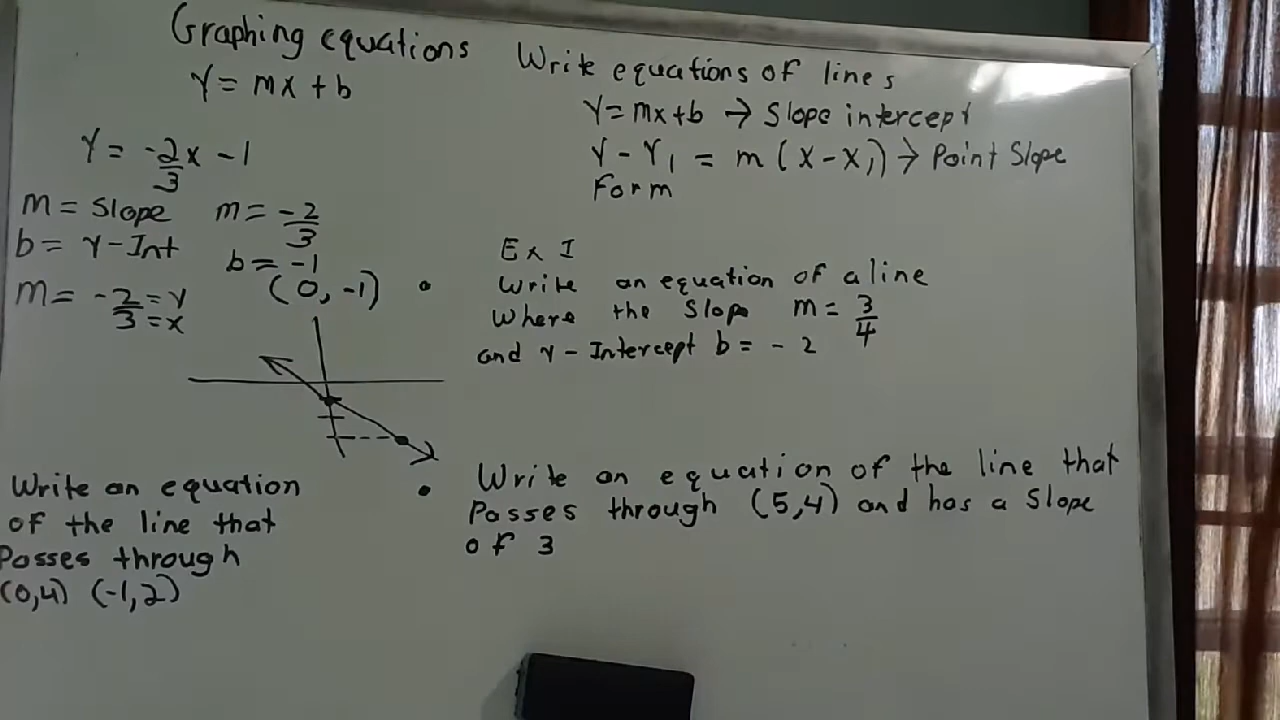 Graphing equations
Y = mx + b
Y = -2/3 x - 1
m = Slope m = -2/3
b = Y-Int b = -1
(0, -1)
m = -2/3 = Y = X
Write equations of lines
Y = mx + b → Slope intercept
Y - Y₁ = m (X - X₁) → Point Slope
Form
Ex I
• Write an equation of a line
Where the Slope m = 3/4
and Y-Intercept b = -2
Write an equation
of the line that
Passes through
(0,4) (-1,2)
• Write an equation of the line that
Passes through (5,4) and has a Slope
of 3